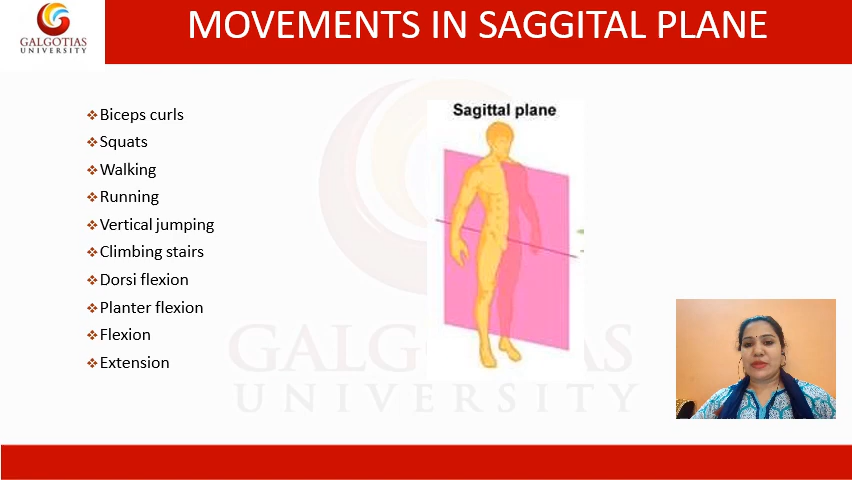 GALGOTIAS
UNIVERSITY
MOVEMENTS IN SAGGITAL PLANE
Biceps curls
Squats
Walking
Running
Vertical jumping
Climbing stairs
Dorsi flexion
Planter flexion
Flexion
Extension
Sagittal plane
GALGOTIAS
UNIVERSITY